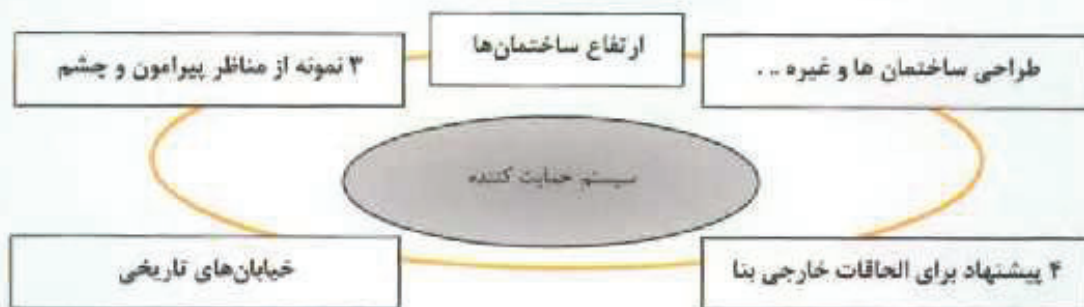 ارتفاع ساختمان‌ها
طراحی ساختمان ها و غیره ..
۳ نمونه از مناظر پیرامون و چشم
سیستم حمایت کننده
۴ پیشنهاد برای الحاقات خارجی بنا
خیابان‌های تاریخی